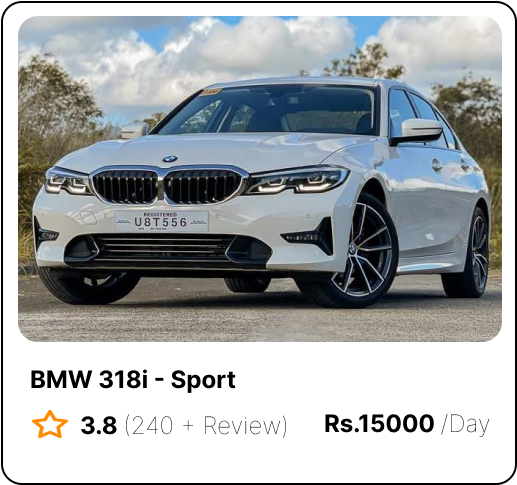 REGISTERED
U8T556
BMW 318i - Sport
3.8 (240 + Review)
Rs.15000 /Day